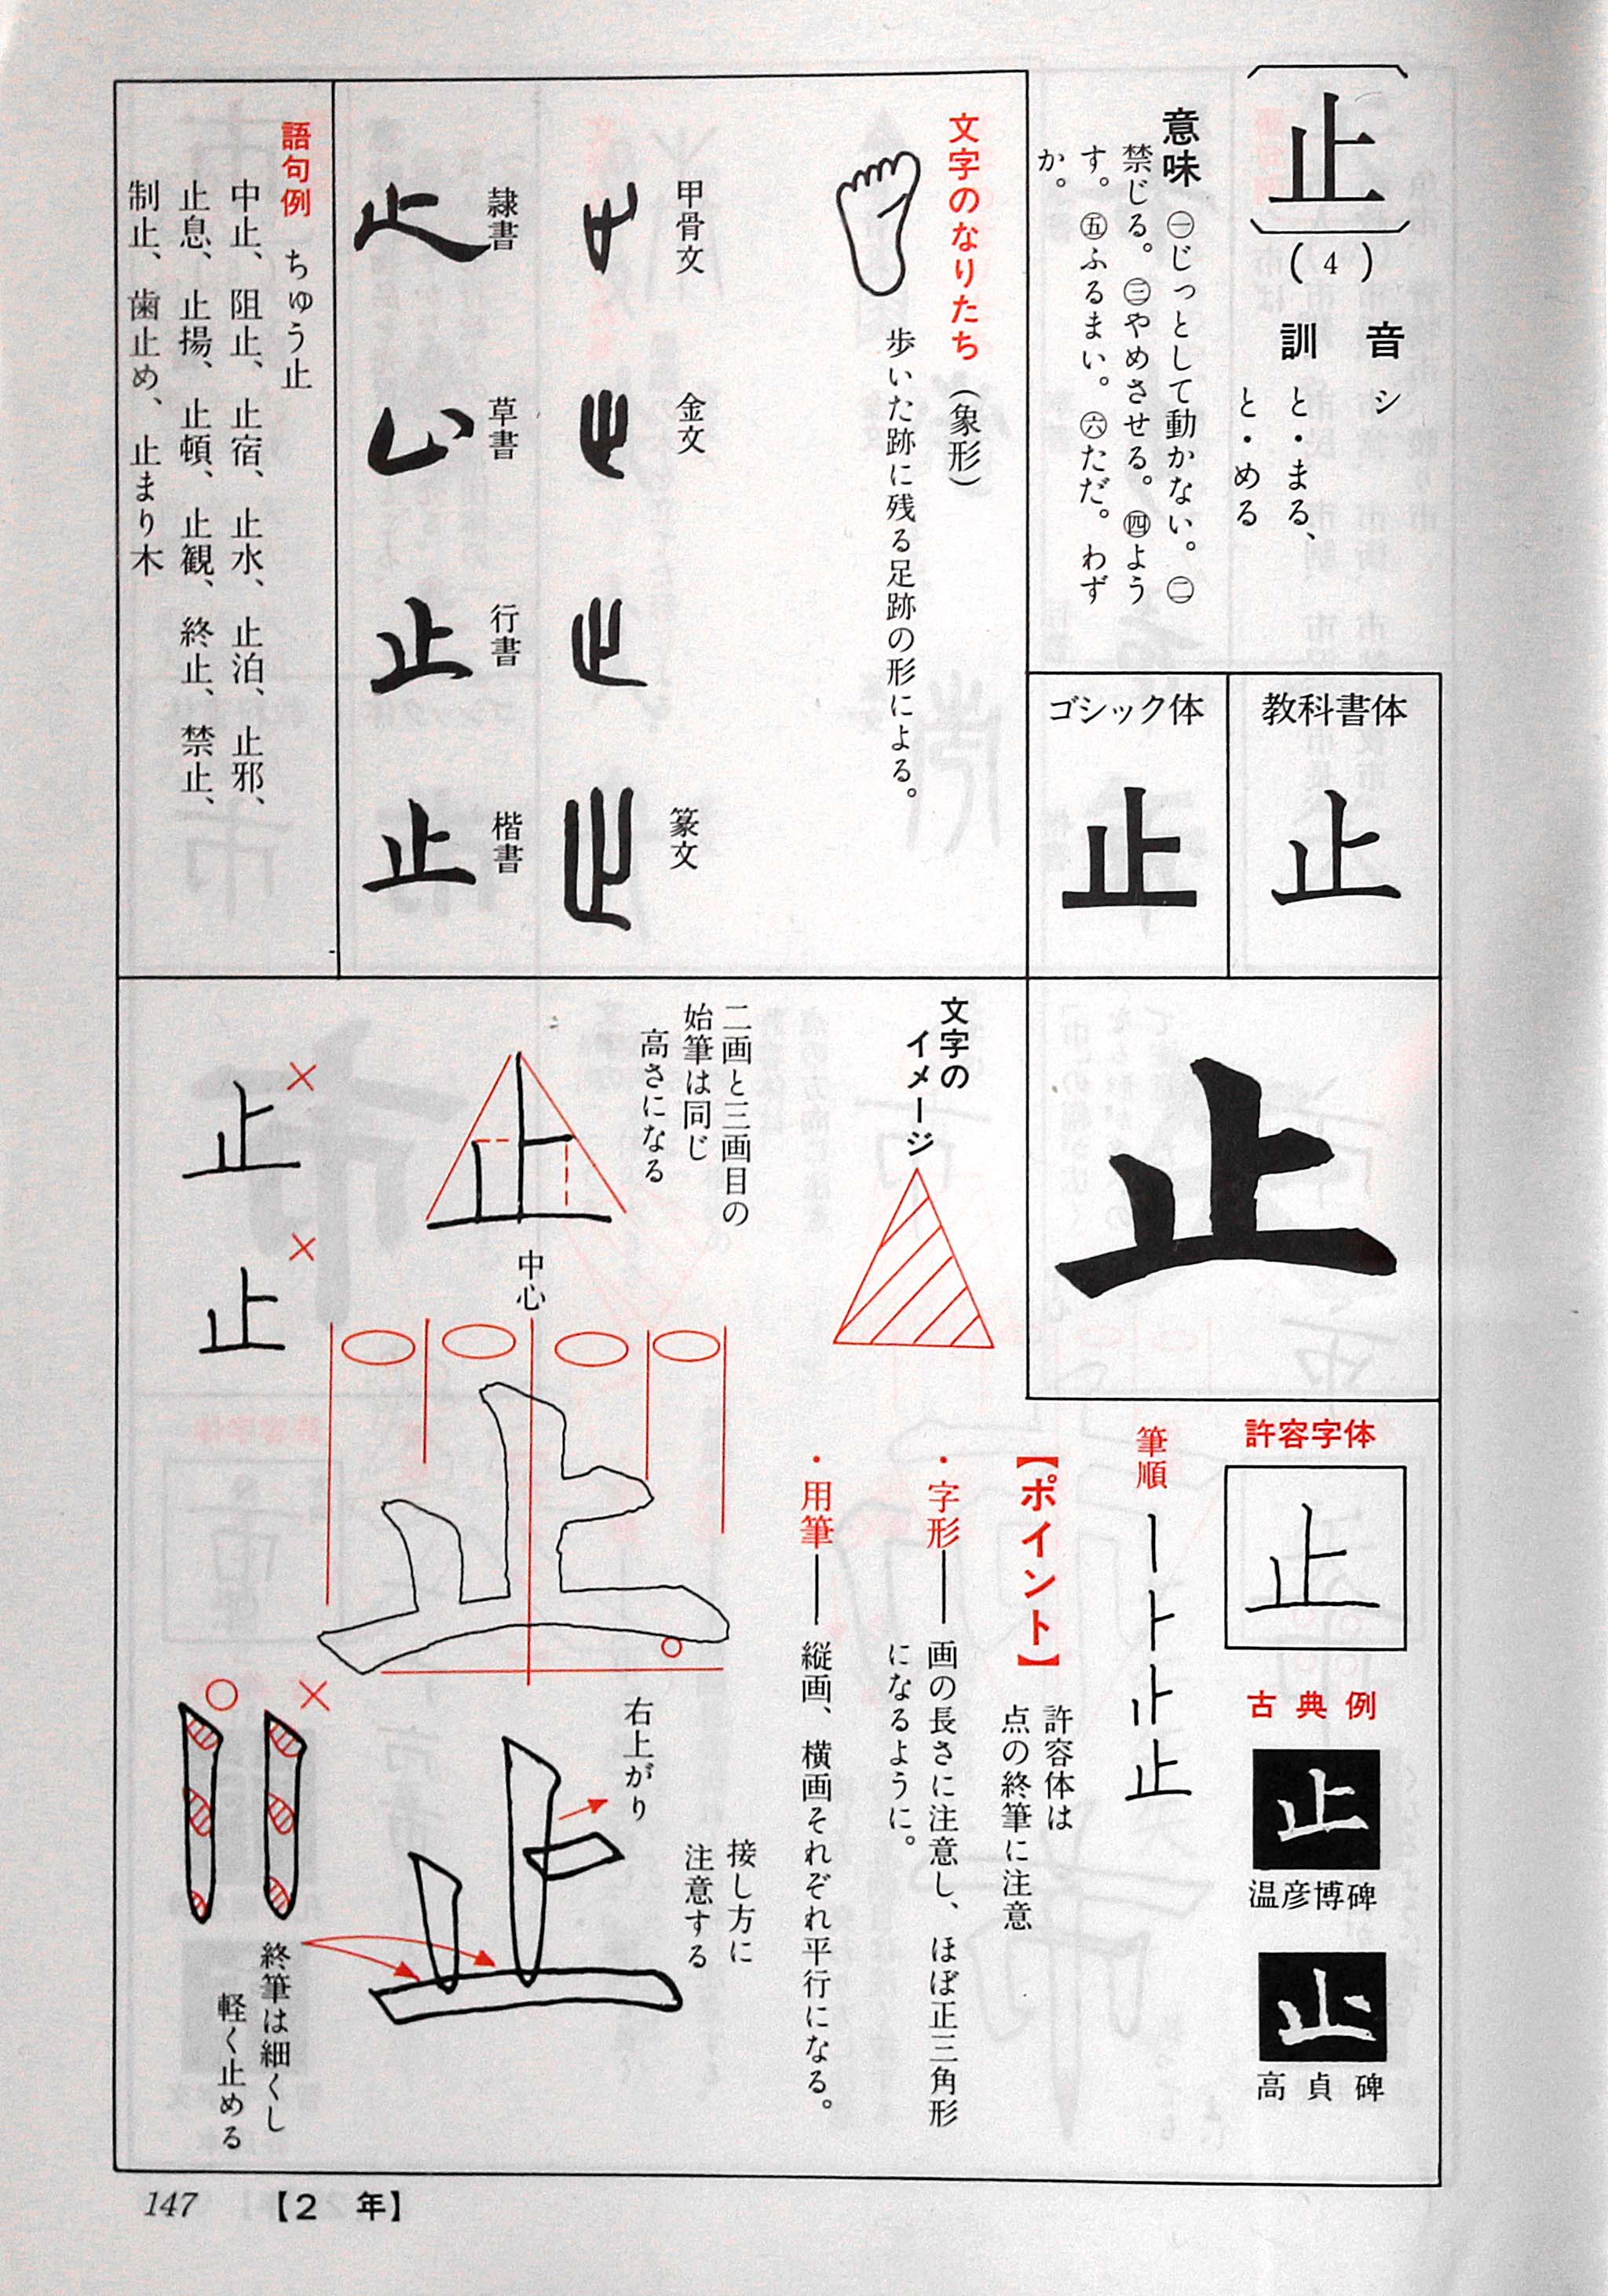 止
(4)
音 シ
訓 と・まる、
と・める
意味 ㊀じっとして動かない。㊁
禁じる。㊂やめさせる。㊃よう
す。㊄ふるまい。㊅ただ。わず
か。
教科書体
止
ゴシック体
止
文字のなりたち(象形)
歩いた跡に残る足跡の形による。
甲骨文
金文
篆文
隷書
草書
行書
止
楷書
止
語句例 ちゅう止
中止、阻止、止宿、止水、止泊、止邪、
止息、止揚、止頓、止観、終止、禁止、
制止、歯止め、止まり木
止
許容字体
止
古典例
止
温彦博碑
止
高貞碑
筆順
丨 ⺊ 止
【ポイント】
許容体は
点の終筆に注意
・字形――画の長さに注意し、ほぼ正三角形
になるように。
・用筆――縦画、横画それぞれ平行になる。
文字の
イメージ
二画と三画目の
始筆は同じ
高さになる
止
中心
止
× 止
× 止
接し方に
注意する
右上がり
止
×
○
終筆は細くし
軽く止める
147 【2 年】